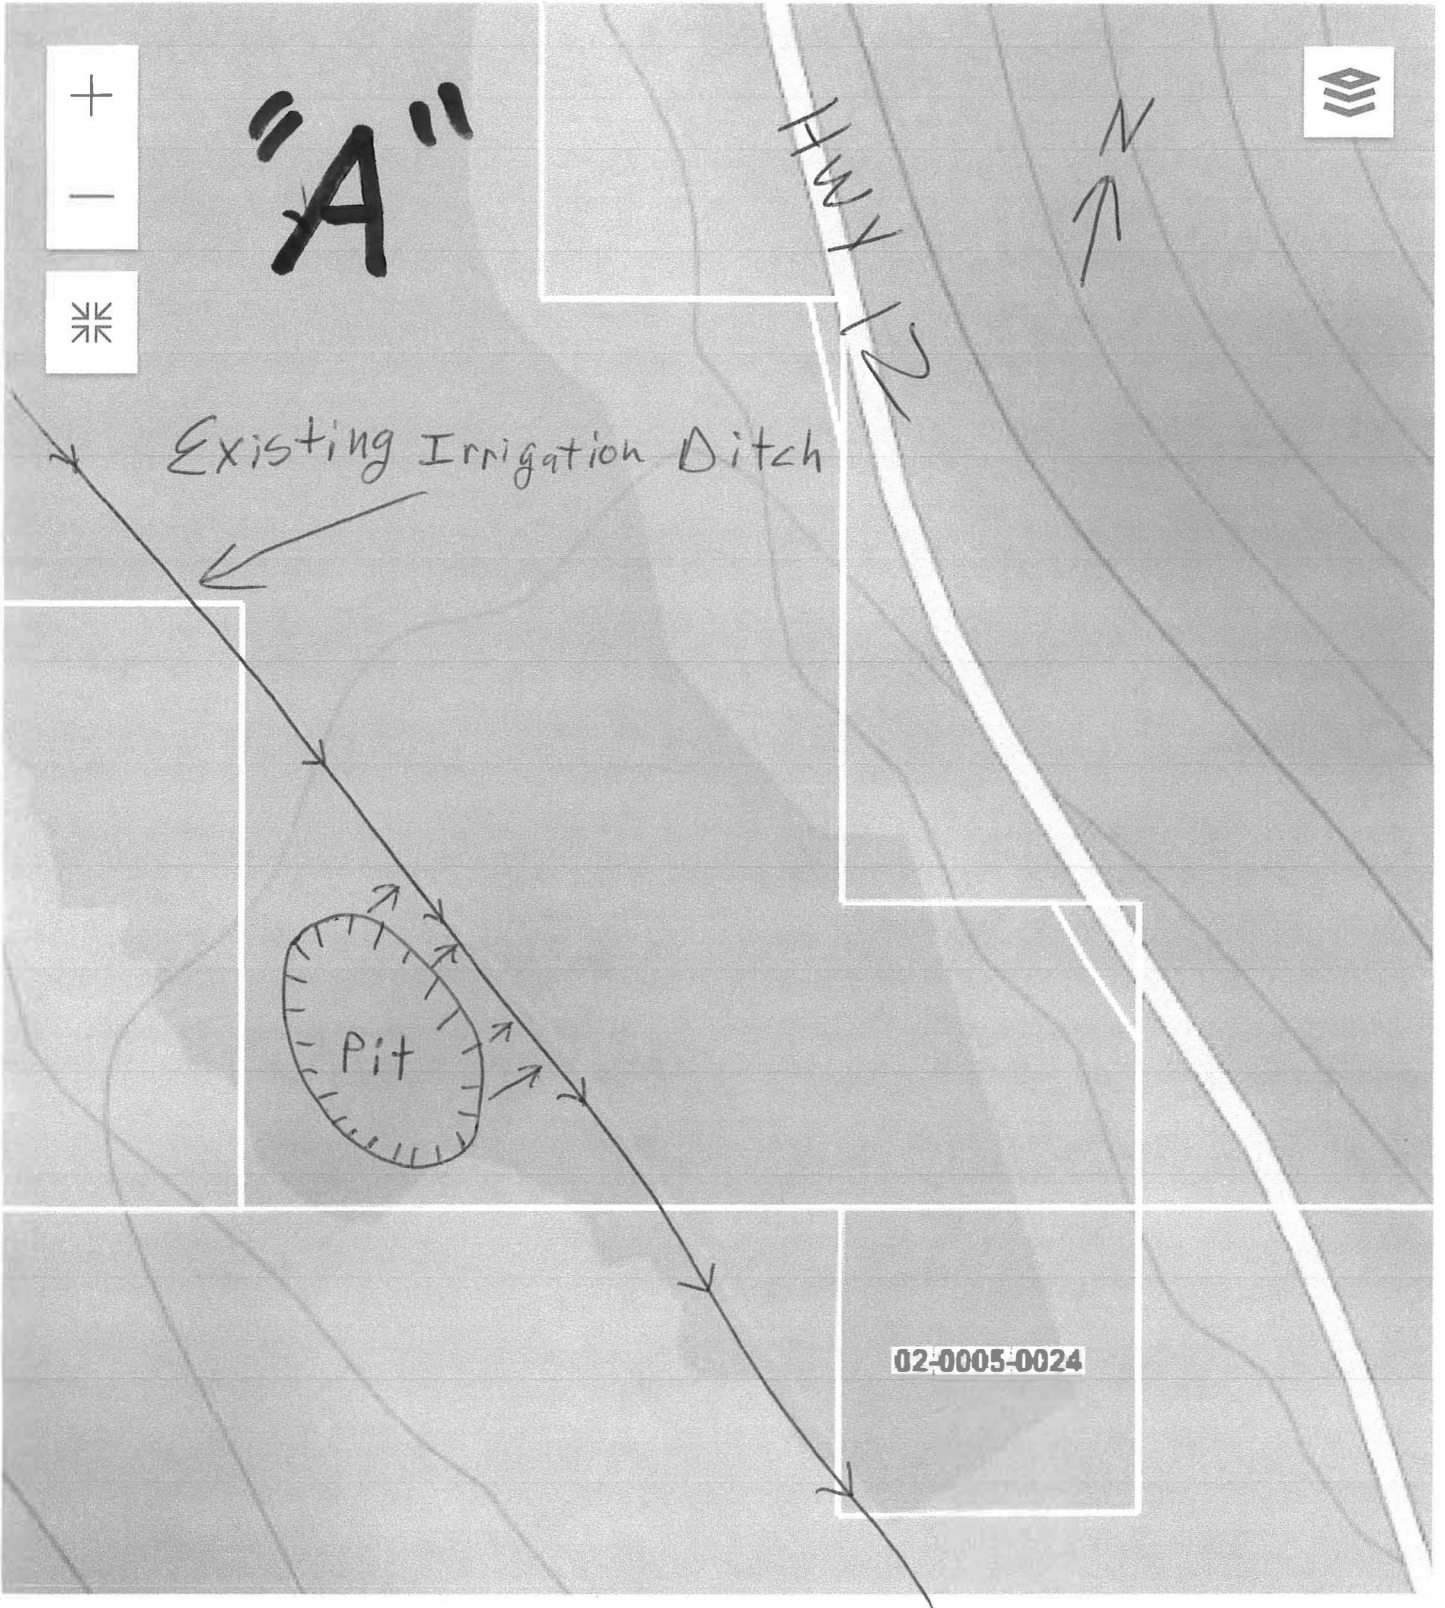 "A"
N
HWY 12
Existing Irrigation Ditch
Pit
02-0005-0024